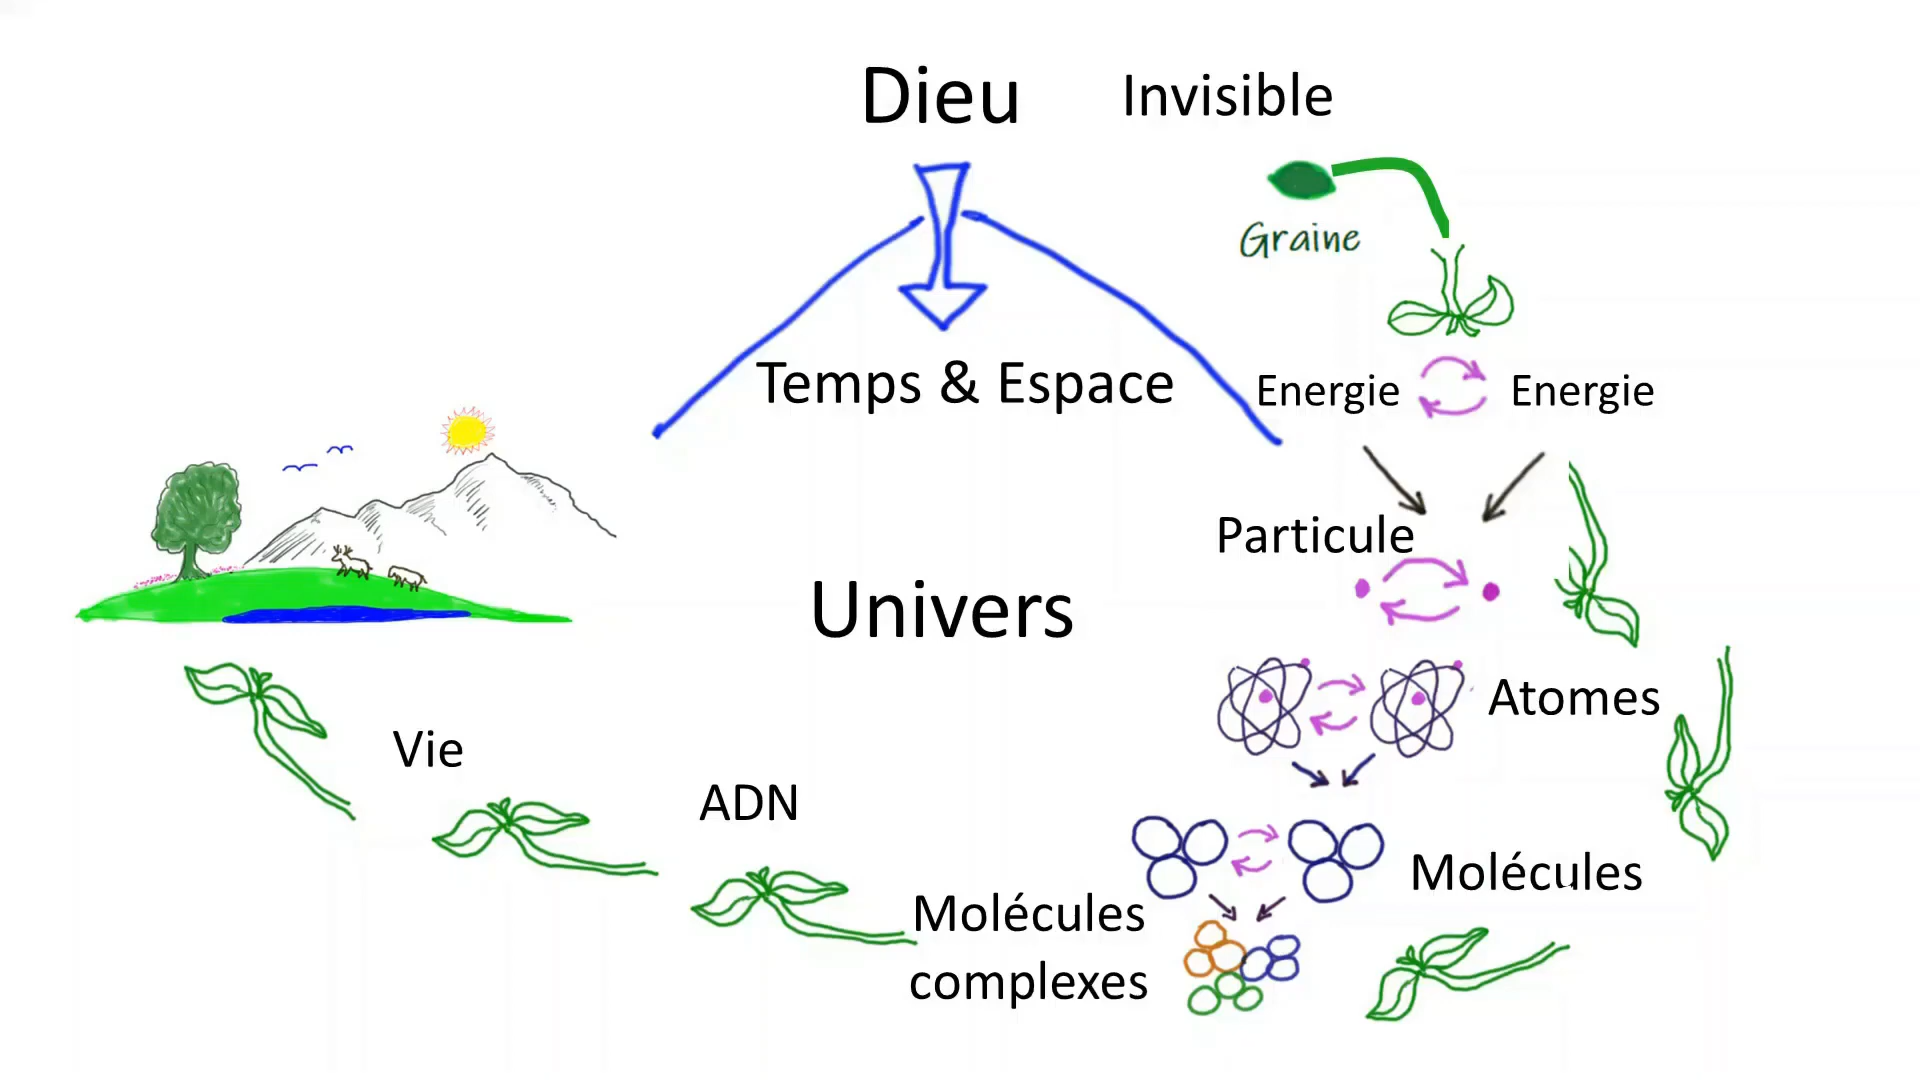 Dieu
Invisible
Graine
Temps & Espace
Energie
Energie
Particule
Univers
Atomes
Vie
ADN
Molécules
Molécules
complexes